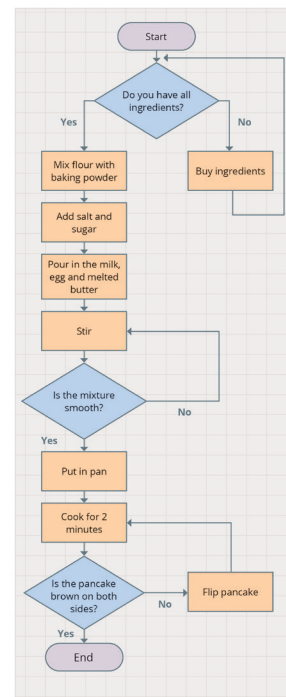 Start
Do you have all
ingredients?
Yes
No
Mix flour with
baking powder
Buy ingredients
Add salt and
sugar
Pour in the milk,
egg and melted
butter
Stir
Is the mixture
smooth?
No
Yes
Put in pan
Cook for 2
minutes
Is the pancake
brown on both
sides?
No
Flip pancake
Yes
End